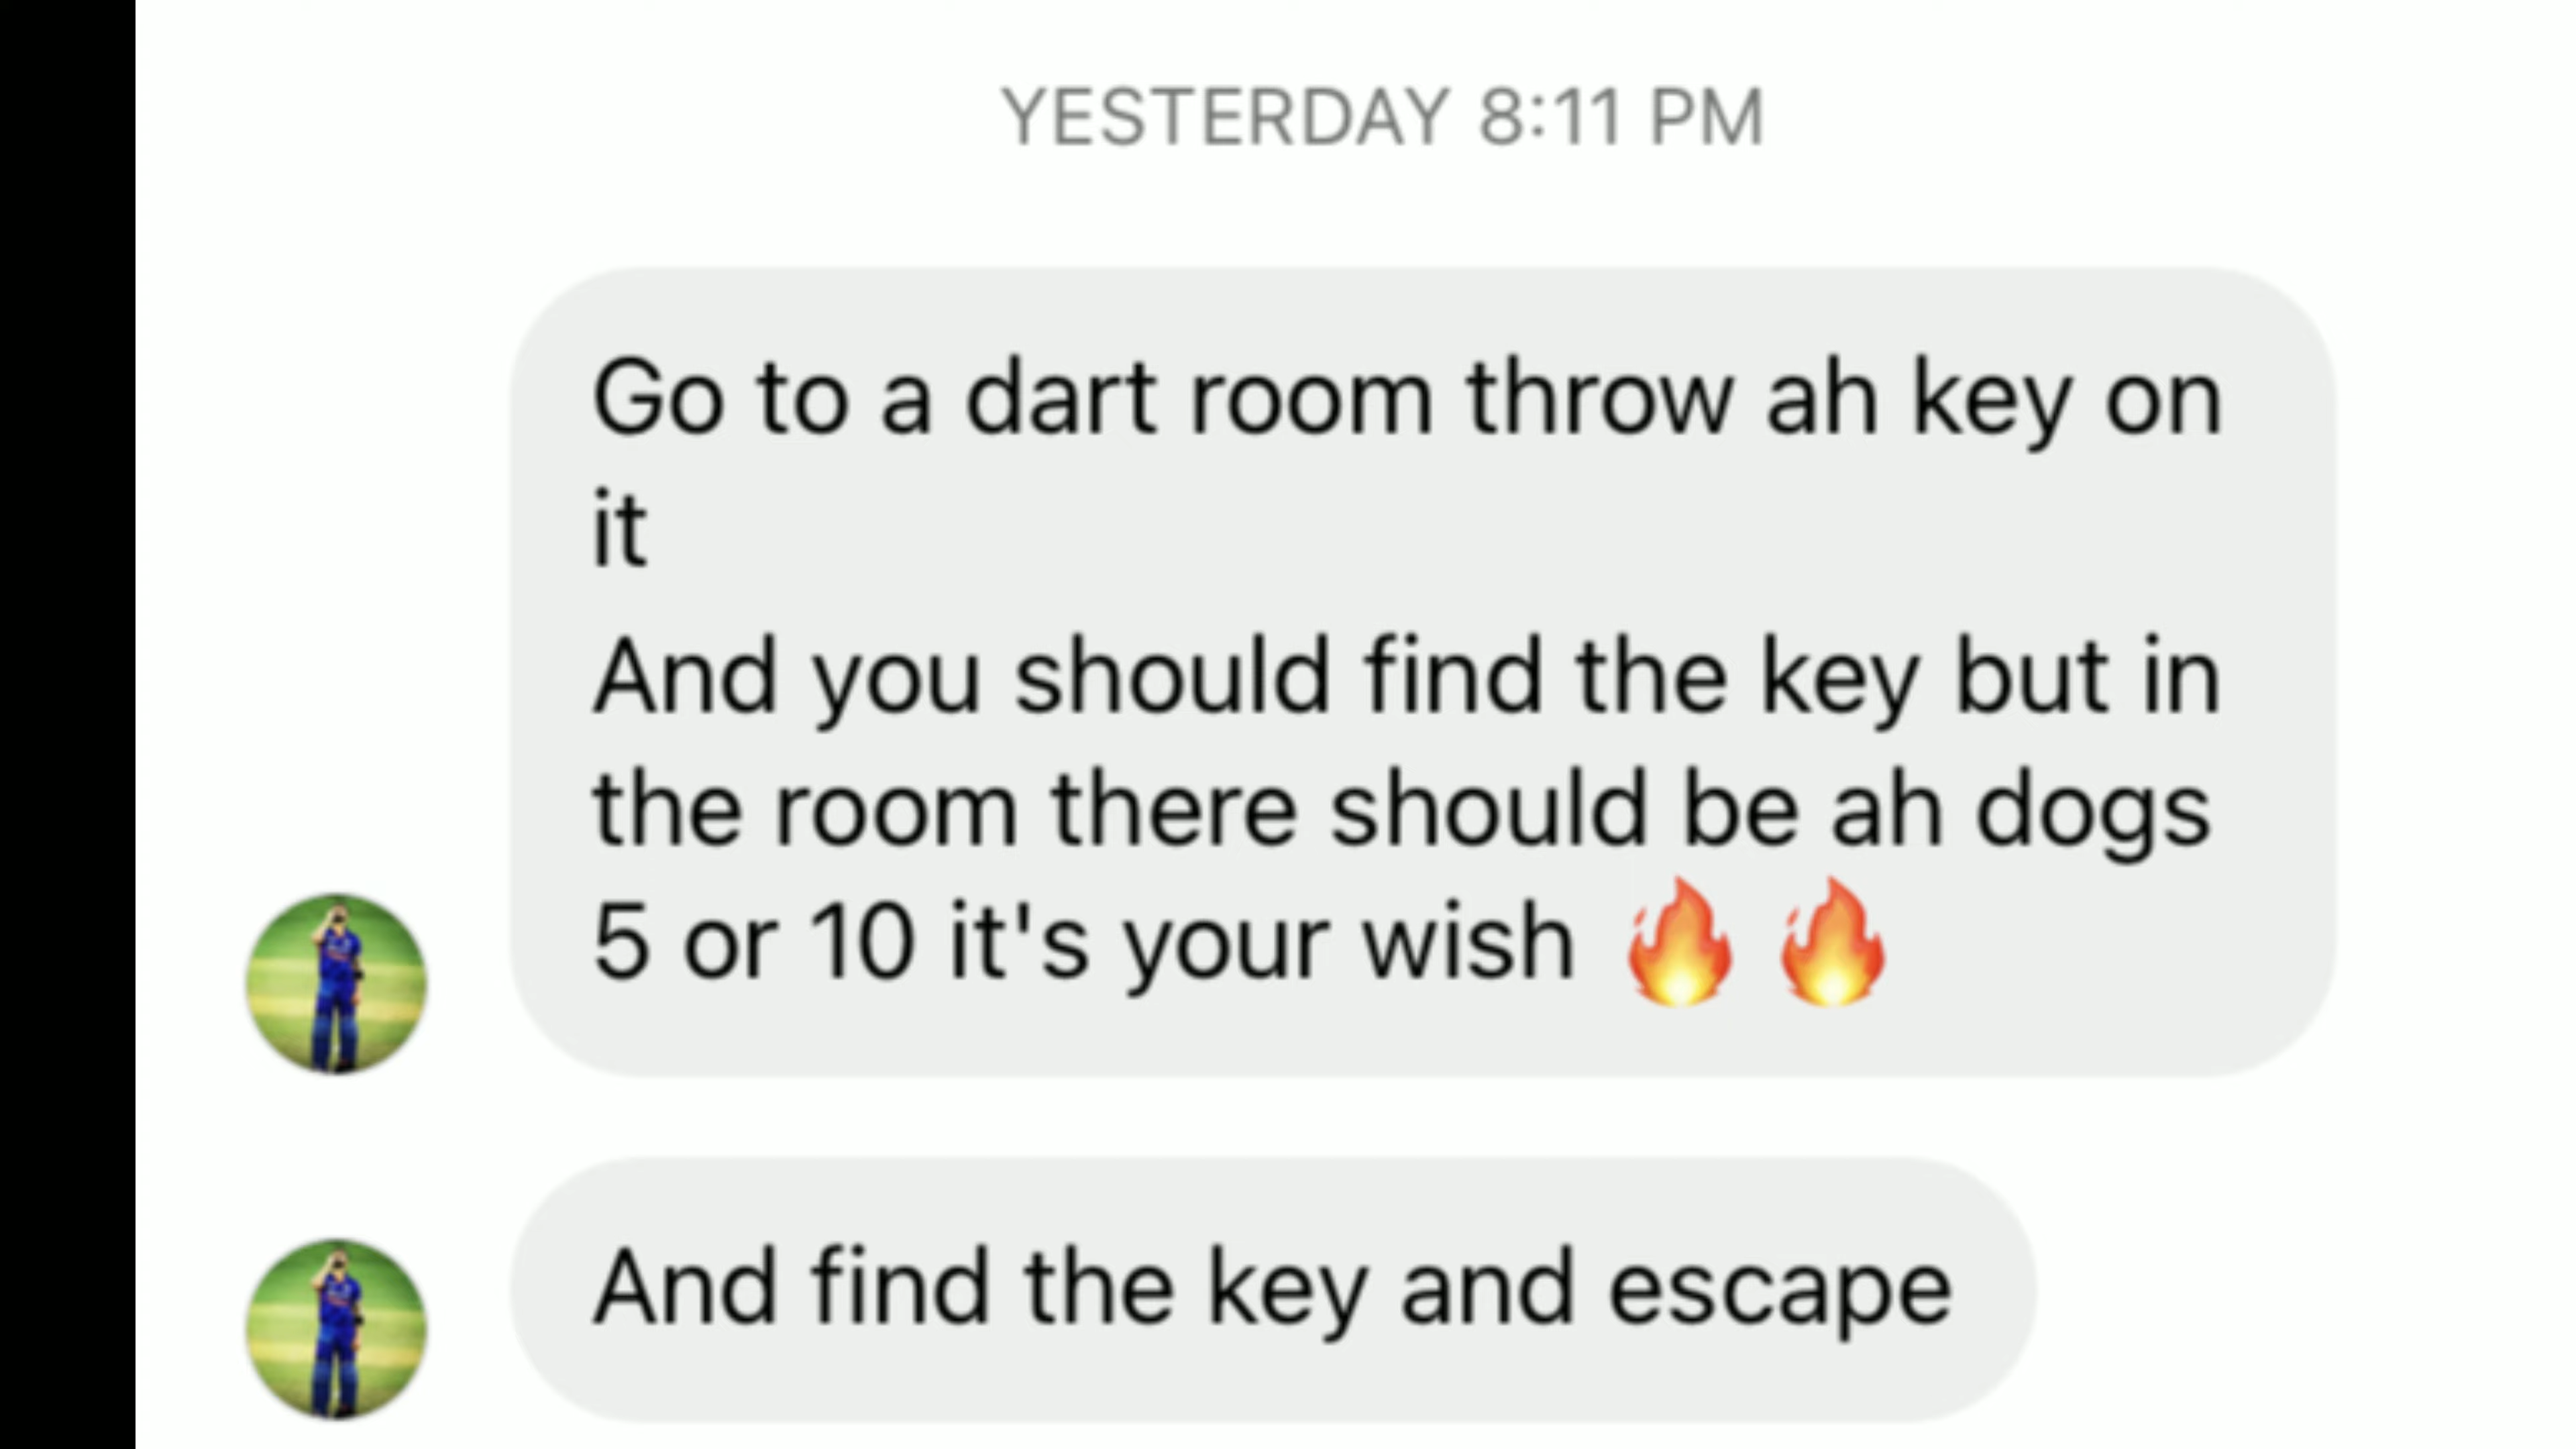 YESTERDAY 8:11 PM
Go to a dart room throw ah key on
it
And you should find the key but in
the room there should be ah dogs
5 or 10 it's your wish 🔥 🔥
And find the key and escape